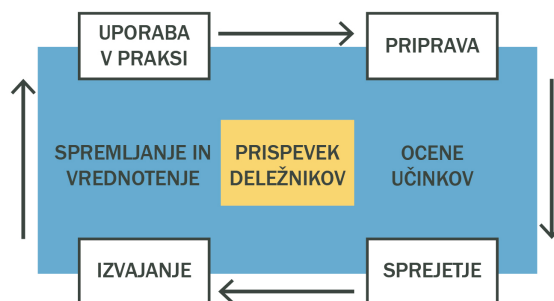 UPORABA
V PRAKSI
PRIPRAVA
SPREMLJANJE IN
VREDNOTENJE
PRISPEVEK
DELEŽNIKOV
OCENE
UČINKOV
IZVAJANJE
SPREJETJE